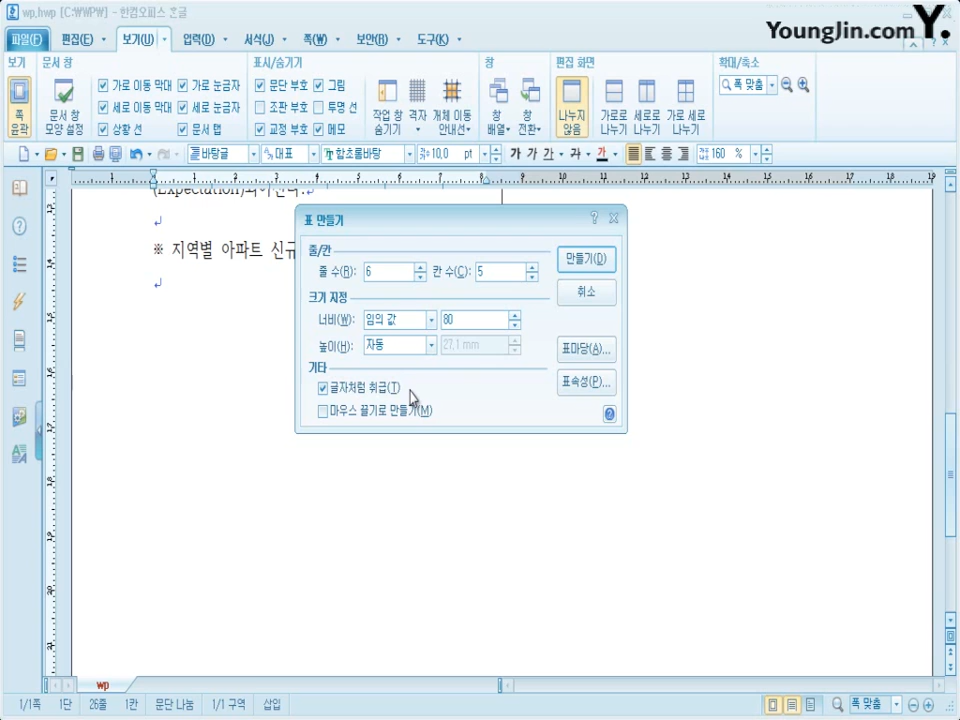 wp.hwp [C:\WP\] - 한컴오피스 한글
YoungJin.com Y.
파일(F) 편집(E) 보기(U) 입력(D) 서식(J) 쪽(W) 보안(R) 도구(K)
보기 문서 창 표시/숨기기 창 편집 화면 확대/축소
쪽 윤곽
문서 창 모양 설정
가로 이동 막대 가로 눈금자
세로 이동 막대 세로 눈금자
상황 선 문서 탭
문단 부호 그림
조판 부호 투명 선
교정 부호 메모
작업 창 숨기기
격자
개체 이동 안내선
창 배열
창 전환
나누지 않음
가로로 나누기
세로로 나누기
가로 세로 나누기
폭 맞춤
바탕글 대표 함초롬바탕 10.0 pt 가 가 가 가 가 160 %
(Expectation)
※ 지역별 아파트 신규
표 만들기
줄/칸
줄 수(R): 6 칸 수(C): 5
만들기(D)
취소
크기 지정
너비(W): 임의 값 80
높이(H): 자동 27.1 mm
표마당(A)...
기타
표속성(P)...
글자처럼 취급(T)
마우스 끌기로 만들기(M)
wp
1/1쪽 1단 26줄 1칸 문단 나눔 1/1 구역 삽입 폭 맞춤